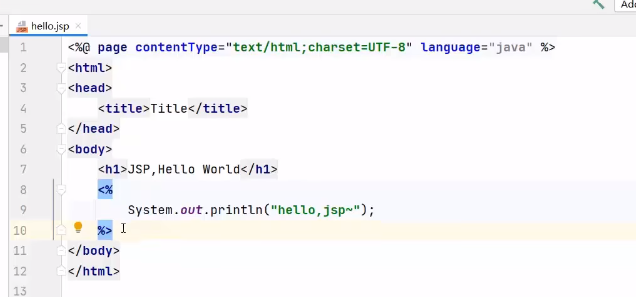 Add
hello.jsp
1 <%@ page contentType="text/html;charset=UTF-8" language="java" %>
2 <html>
3 <head>
4 <title>Title</title>
5 </head>
6 <body>
7 <h1>JSP,Hello World</h1>
8 <%
9 System.out.println("hello,jsp~");
10 %>
11 </body>
12 </html>
13